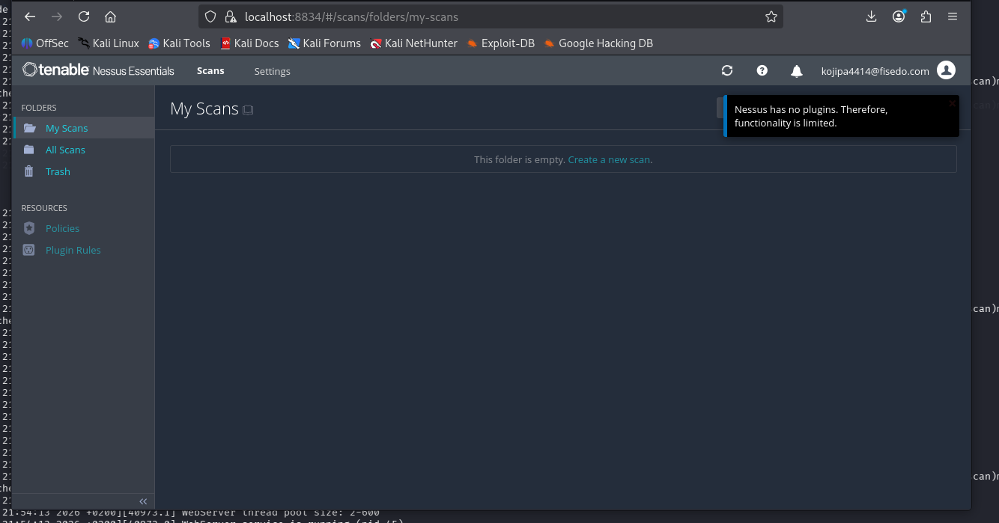 de
localhost:8834/#/scans/folders/my-scans
OffSec Kali Linux Kali Tools Kali Docs Kali Forums Kali NetHunter Exploit-DB Google Hacking DB
tenable Nessus Essentials Scans Settings kojipa4414@fisedo.com
can)
FOLDERS
My Scans
All Scans
Trash
RESOURCES
Policies
Plugin Rules
My Scans
Nessus has no plugins. Therefore,
functionality is limited.
This folder is empty. Create a new scan.
can)
can)
21:54:13 2026 +0200][40973.1] WebServer thread pool size: 2-600